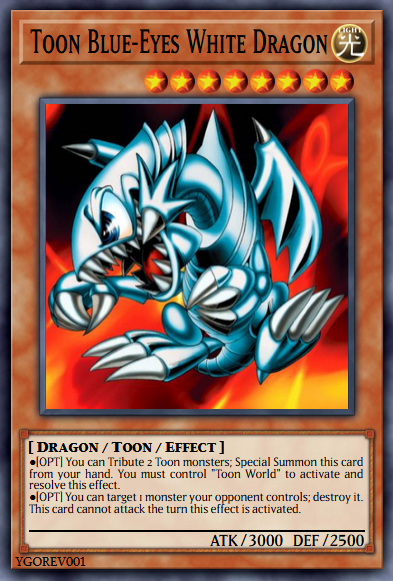 Toon Blue-Eyes White Dragon
LIGHT
光
[ Dragon / Toon / Effect ]
●[OPT] You can Tribute 2 Toon monsters; Special Summon this card
from your hand. You must control "Toon World" to activate and
resolve this effect.
●[OPT] You can target 1 monster your opponent controls; destroy it.
This card cannot attack the turn this effect is activated.
ATK / 3000 DEF / 2500
YGOREV001